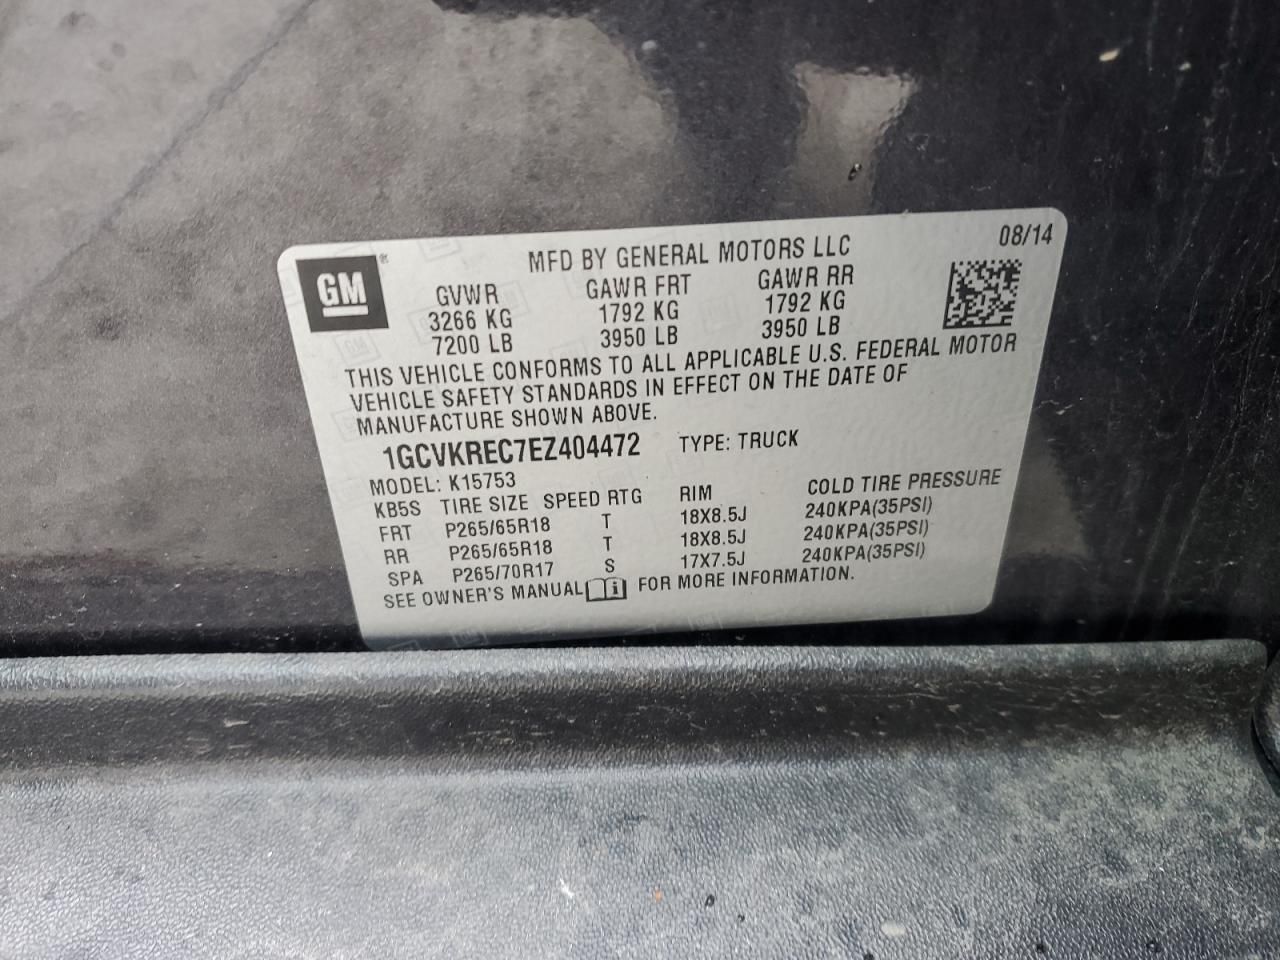 GM ®
MFD BY GENERAL MOTORS LLC 08/14
GVWR GAWR FRT GAWR RR
3266 KG 1792 KG 1792 KG
7200 LB 3950 LB 3950 LB
THIS VEHICLE CONFORMS TO ALL APPLICABLE U.S. FEDERAL MOTOR
VEHICLE SAFETY STANDARDS IN EFFECT ON THE DATE OF
MANUFACTURE SHOWN ABOVE.
1GCVKREC7EZ404472 TYPE: TRUCK
MODEL: K15753
KB5S TIRE SIZE SPEED RTG RIM COLD TIRE PRESSURE
FRT P265/65R18 T 18X8.5J 240KPA(35PSI)
RR P265/65R18 T 18X8.5J 240KPA(35PSI)
SPA P265/70R17 S 17X7.5J 240KPA(35PSI)
SEE OWNER'S MANUAL i FOR MORE INFORMATION.